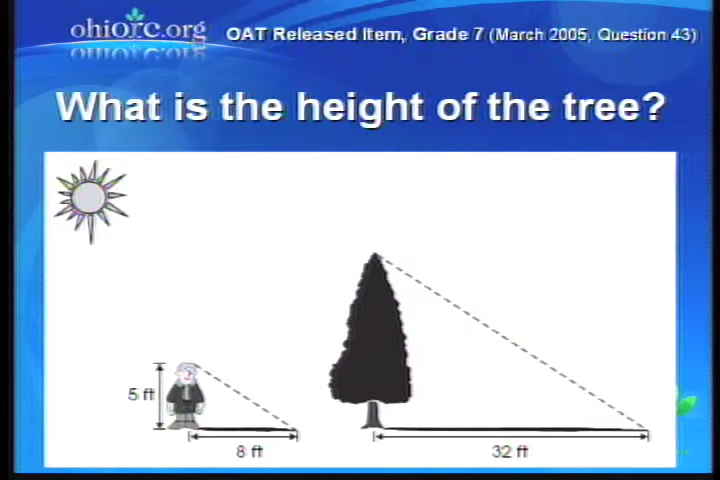 ohiorc.org
OAT Released Item, Grade 7 (March 2005, Question 43)
What is the height of the tree?
5 ft
8 ft
32 ft